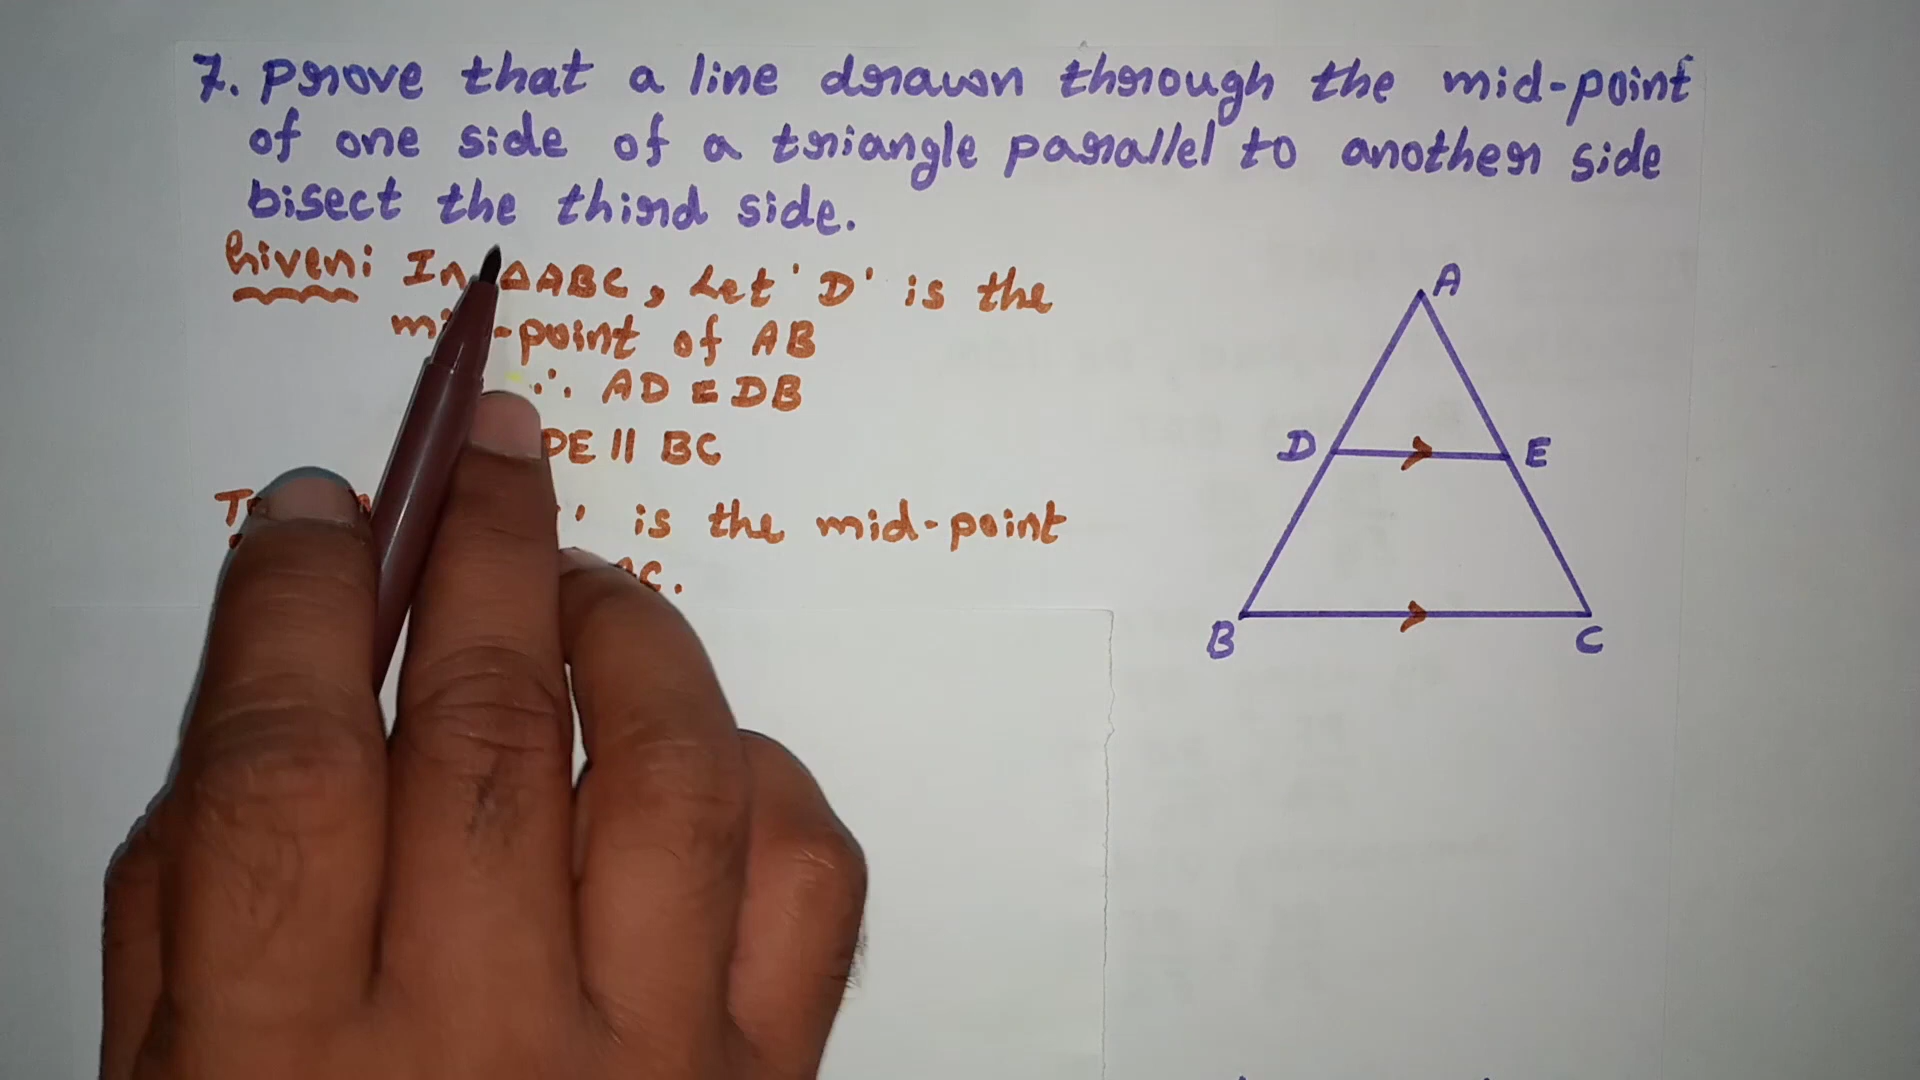 7. Prove that a line drawn through the mid-point
of one side of a triangle parallel to another side
bisect the third side.
Given: In ΔABC, Let 'D' is the
mid-point of AB
∴ AD = DB
DE || BC
is the mid-point
AC.
A
D E
B C